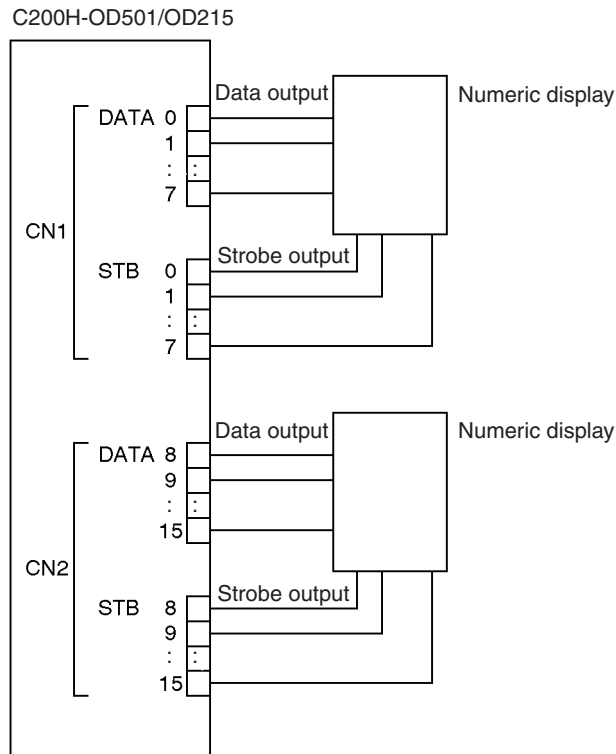 C200H-OD501/OD215
Data output
Numeric display
DATA 0
1
: :
7
CN1
Strobe output
STB 0
1
: :
7
Data output
Numeric display
DATA 8
9
: :
15
CN2
Strobe output
STB 8
9
: :
15